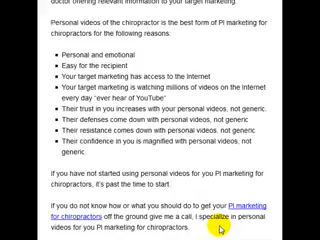 doctor offering relevant information to your target marketing.
Personal videos of the chiropractor is the best form of PI marketing for
chiropractors for the following reasons:
Personal and emotional
Easy for the recipient
Your target marketing has access to the Internet
Your target marketing is watching millions of videos on the internet
every day "ever hear of YouTube"
Their trust in you increases with your personal videos, not generic.
Their defenses come down with personal videos, not generic
Their resistance comes down with personal videos, not generic
Their confidence in you is magnified with personal videos, not
generic
If you have not started using personal videos for you PI marketing for
chiropractors, it's past the time to start.
If you do not know how or what you should do to get your PI marketing
for chiropractors off the ground give me a call, I specialize in personal
videos for you PI marketing for chiropractors.